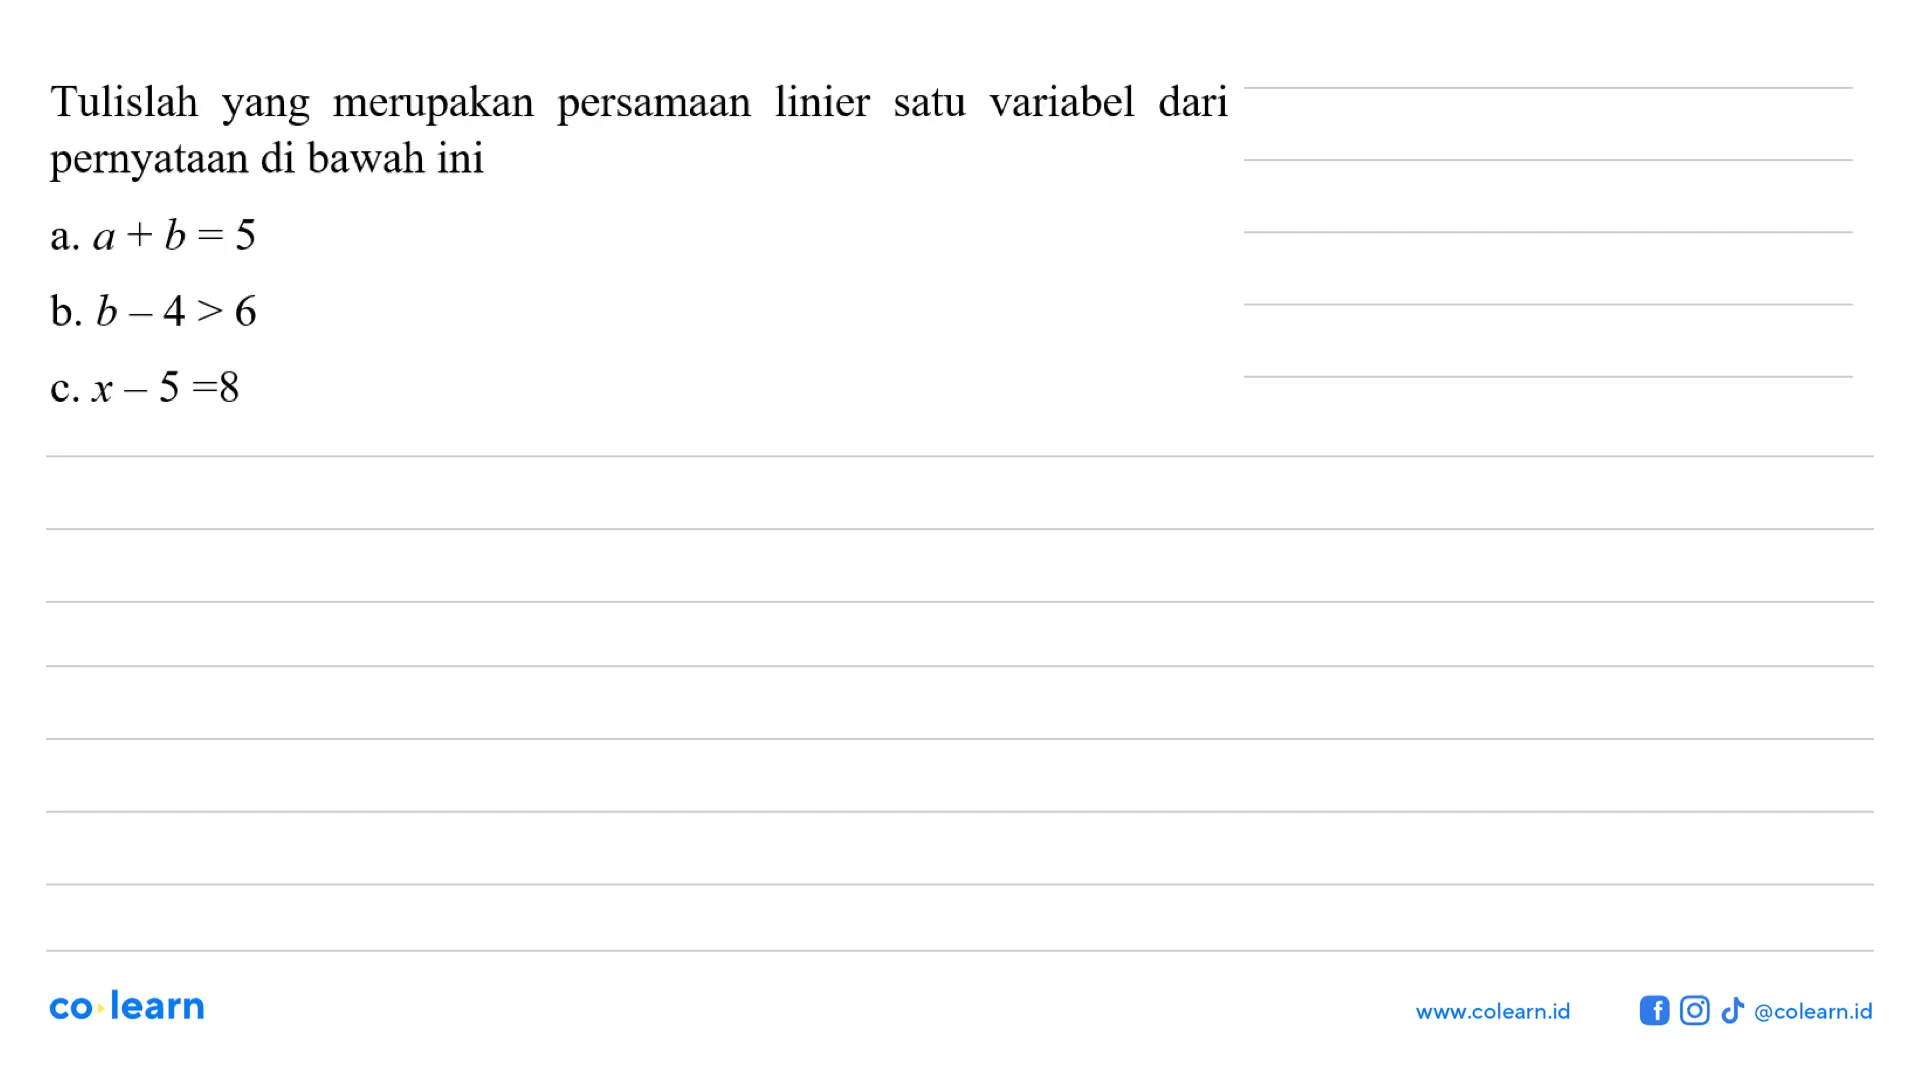 Tulislah yang merupakan persamaan linier satu variabel dari
pernyataan di bawah ini
a. a + b = 5
b. b – 4 > 6
c. x – 5 =8
co learn
www.colearn.id
@colearn.id